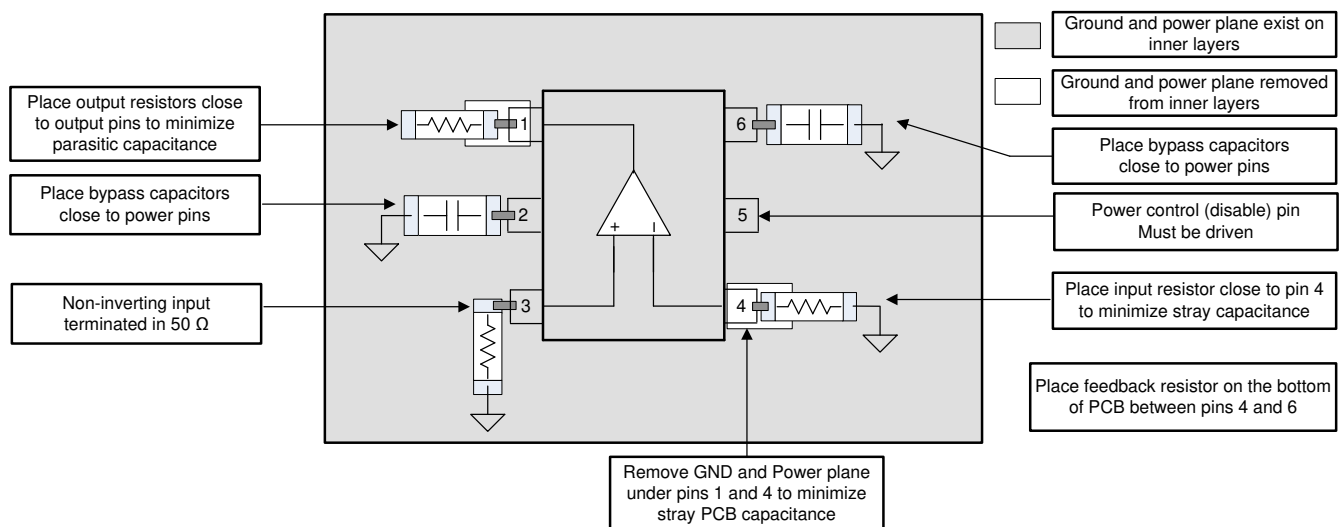 Ground and power plane exist on
inner layers
Ground and power plane removed
from inner layers
Place output resistors close
to output pins to minimize
parasitic capacitance
Place bypass capacitors
close to power pins
Non-inverting input
terminated in 50 Ω
1
2
3
+
–
6
5
4
Place bypass capacitors
close to power pins
Power control (disable) pin
Must be driven
Place input resistor close to pin 4
to minimize stray capacitance
Place feedback resistor on the bottom
of PCB between pins 4 and 6
Remove GND and Power plane
under pins 1 and 4 to minimize
stray PCB capacitance